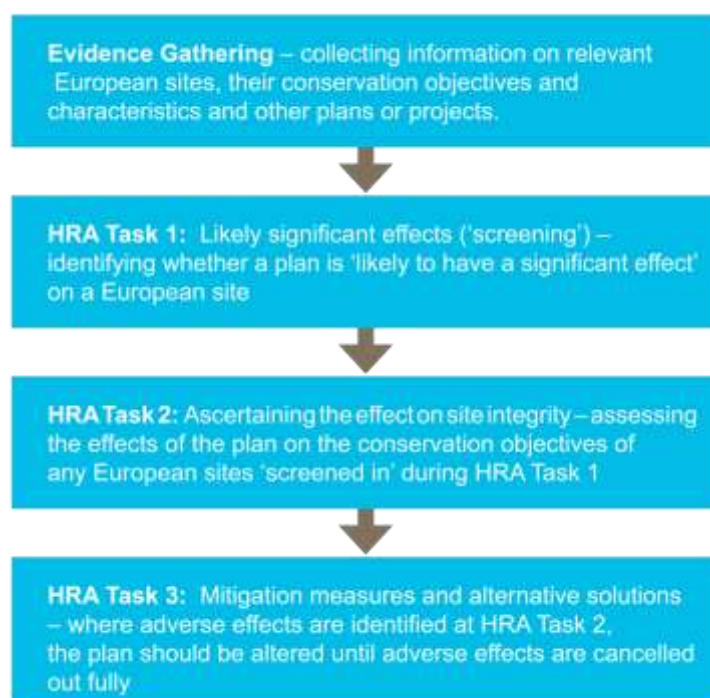 Evidence Gathering – collecting information on relevant
European sites, their conservation objectives and
characteristics and other plans or projects.
HRA Task 1: Likely significant effects ('screening') –
identifying whether a plan is 'likely to have a significant effect'
on a European site
HRA Task 2: Ascertaining the effect on site integrity – assessing
the effects of the plan on the conservation objectives of
any European sites 'screened in' during HRA Task 1
HRA Task 3: Mitigation measures and alternative solutions
– where adverse effects are identified at HRA Task 2,
the plan should be altered until adverse effects are cancelled
out fully